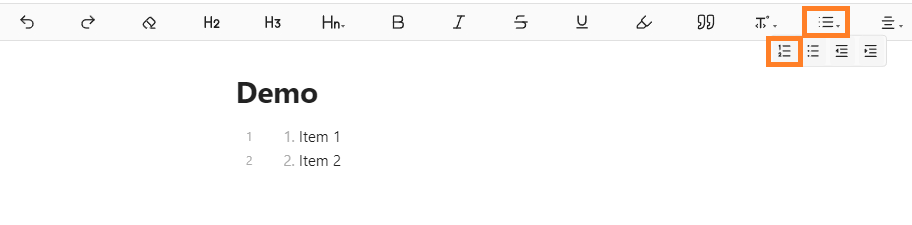 H2 H3 Hn B I S U T
Demo
1 1. Item 1
2 2. Item 2